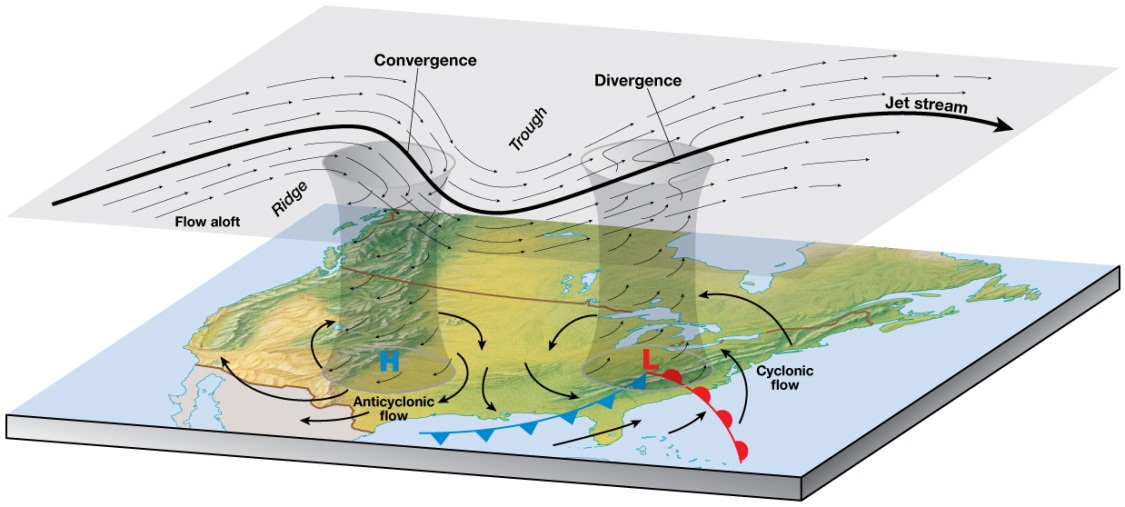 Convergence
Divergence
Jet stream
Trough
Ridge
Flow aloft
H
L
Cyclonic
flow
Anticyclonic
flow